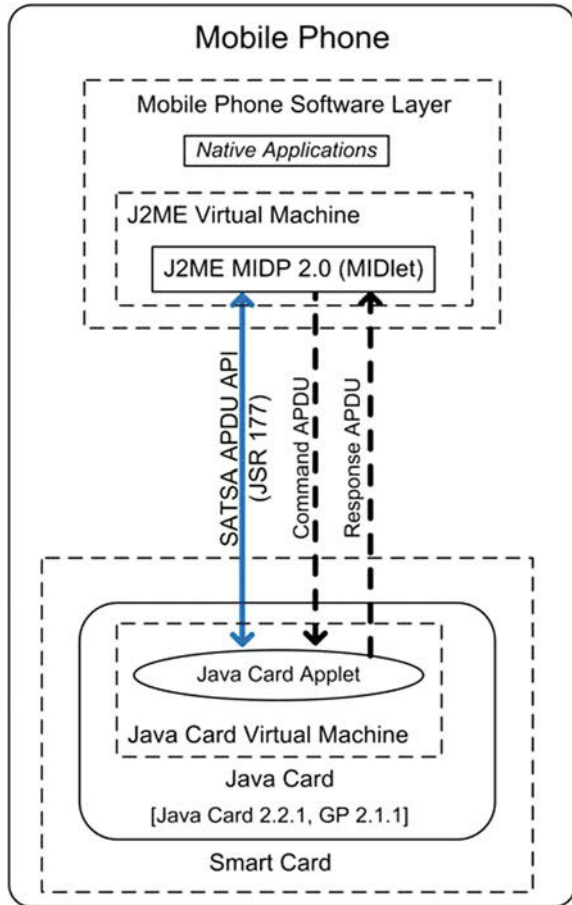 Mobile Phone
Mobile Phone Software Layer
Native Applications
J2ME Virtual Machine
J2ME MIDP 2.0 (MIDlet)
SATSA APDU API
(JSR 177)
Command APDU
Response APDU
Java Card Applet
Java Card Virtual Machine
Java Card
[Java Card 2.2.1, GP 2.1.1]
Smart Card